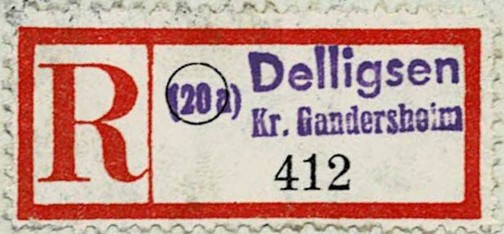 R
(20a) Delligsen
Kr. Gandersheim
412